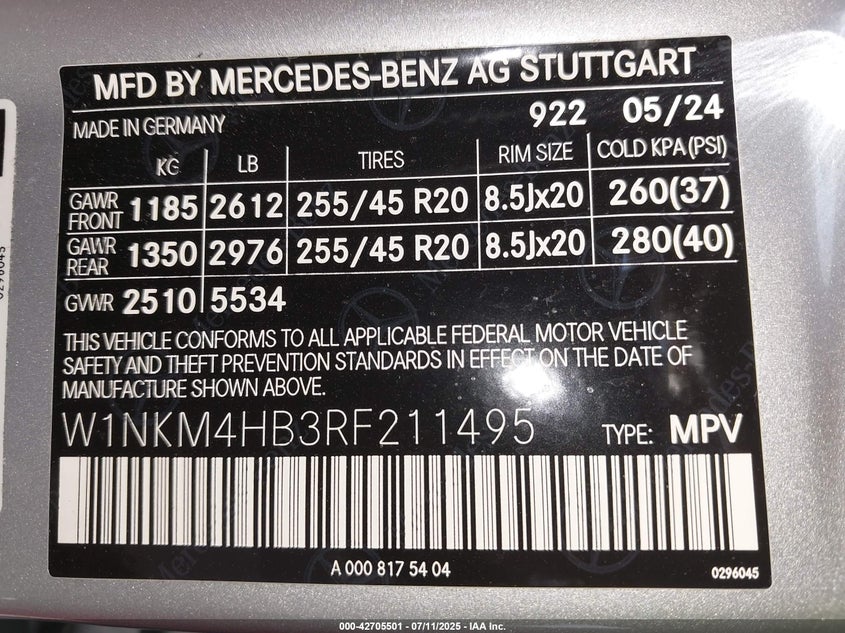 MFD BY MERCEDES-BENZ AG STUTTGART
MADE IN GERMANY 922 05/24
KG LB TIRES RIM SIZE COLD KPA(PSI)
GAWR FRONT 1185 2612 255/45 R20 8.5Jx20 260(37)
GAWR REAR 1350 2976 255/45 R20 8.5Jx20 280(40)
GVWR 2510 5534
THIS VEHICLE CONFORMS TO ALL APPLICABLE FEDERAL MOTOR VEHICLE
SAFETY AND THEFT PREVENTION STANDARDS IN EFFECT ON THE DATE OF
MANUFACTURE SHOWN ABOVE.
W1NKM4HB3RF211495 TYPE: MPV
A 000 817 54 04
0296045
0296045
000-42705501 - 07/11/2025 - IAA Inc.